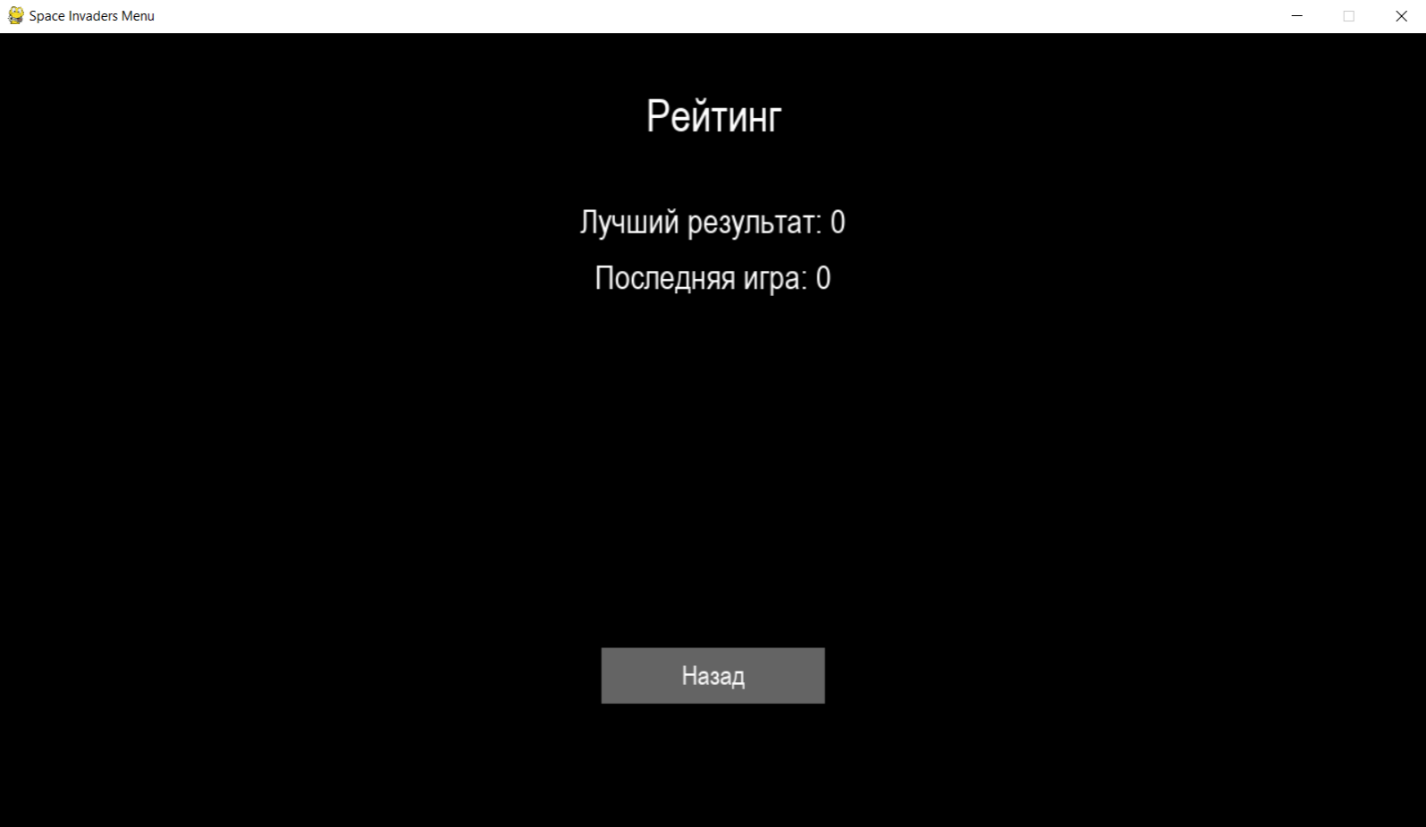 Space Invaders Menu
Рейтинг
Лучший результат: 0
Последняя игра: 0
Назад